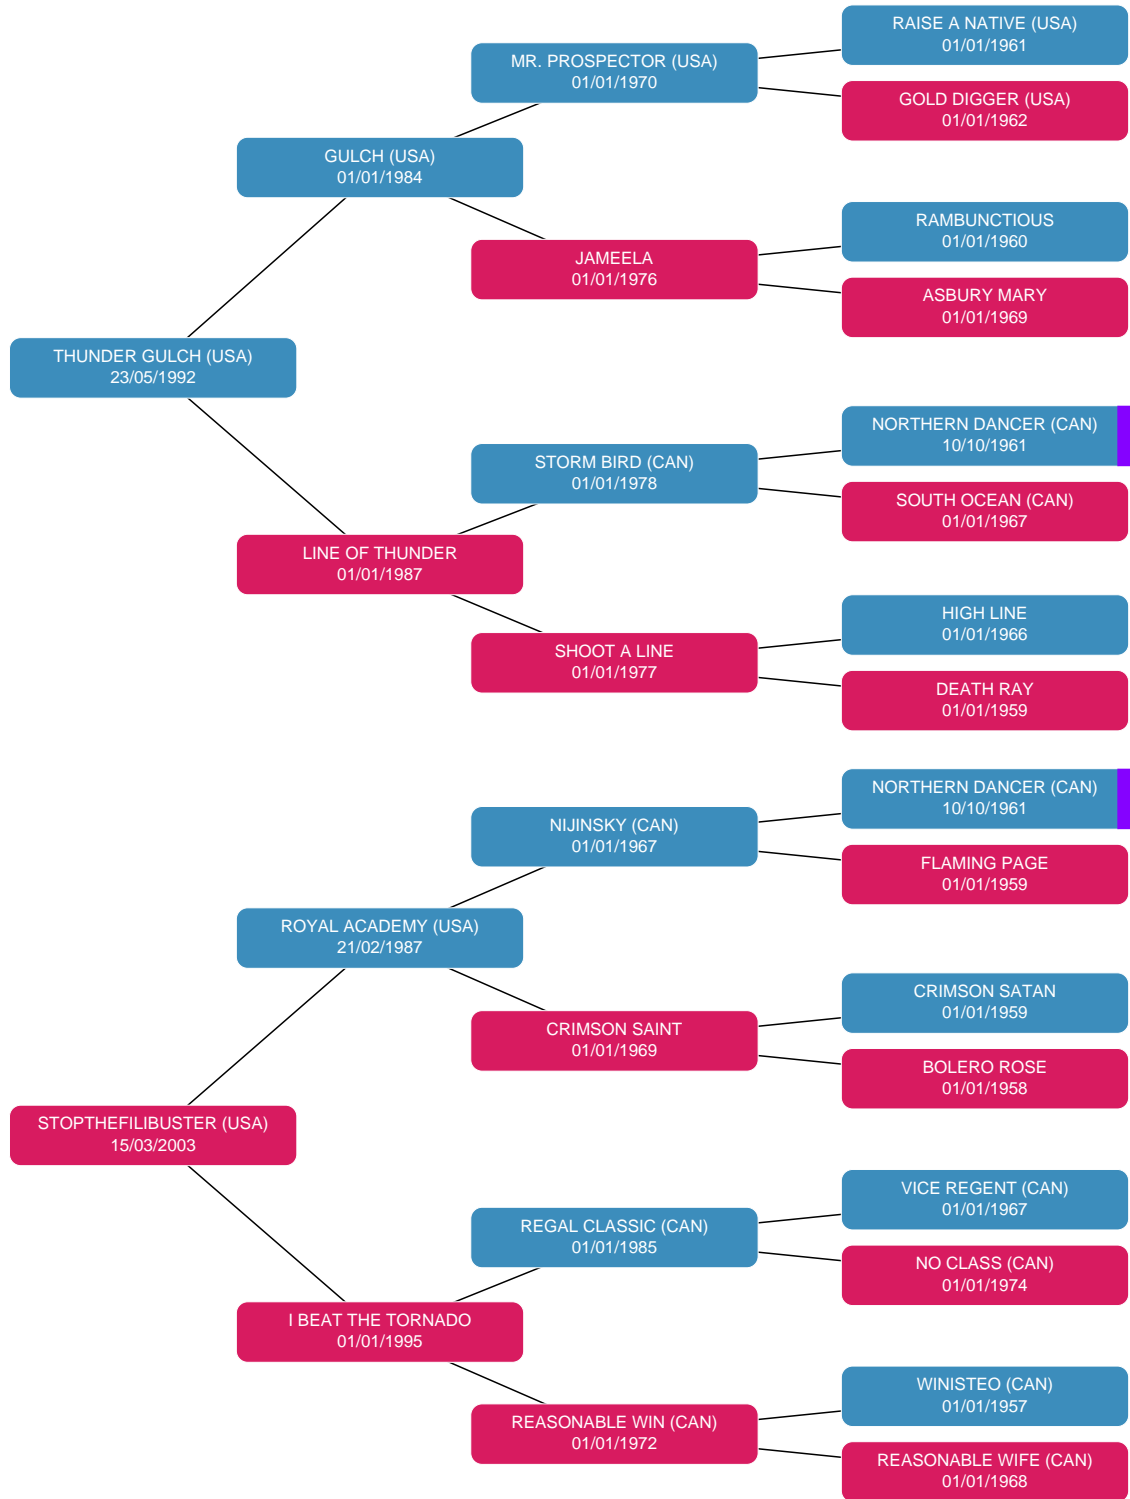 RAISE A NATIVE (USA)
01/01/1961
MR. PROSPECTOR (USA)
01/01/1970
GOLD DIGGER (USA)
01/01/1962
GULCH (USA)
01/01/1984
RAMBUNCTIOUS
01/01/1960
JAMEELA
01/01/1976
ASBURY MARY
01/01/1969
THUNDER GULCH (USA)
23/05/1992
NORTHERN DANCER (CAN)
10/10/1961
STORM BIRD (CAN)
01/01/1978
SOUTH OCEAN (CAN)
01/01/1967
LINE OF THUNDER
01/01/1987
HIGH LINE
01/01/1966
SHOOT A LINE
01/01/1977
DEATH RAY
01/01/1959
NORTHERN DANCER (CAN)
10/10/1961
NIJINSKY (CAN)
01/01/1967
FLAMING PAGE
01/01/1959
ROYAL ACADEMY (USA)
21/02/1987
CRIMSON SATAN
01/01/1959
CRIMSON SAINT
01/01/1969
BOLERO ROSE
01/01/1958
STOPTHEFILIBUSTER (USA)
15/03/2003
VICE REGENT (CAN)
01/01/1967
REGAL CLASSIC (CAN)
01/01/1985
NO CLASS (CAN)
01/01/1974
I BEAT THE TORNADO
01/01/1995
WINISTEO (CAN)
01/01/1957
REASONABLE WIN (CAN)
01/01/1972
REASONABLE WIFE (CAN)
01/01/1968